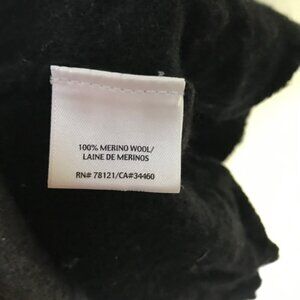 100% MERINO WOOL/
LAINE DE MERINOS
RN# 78121/CA#34460